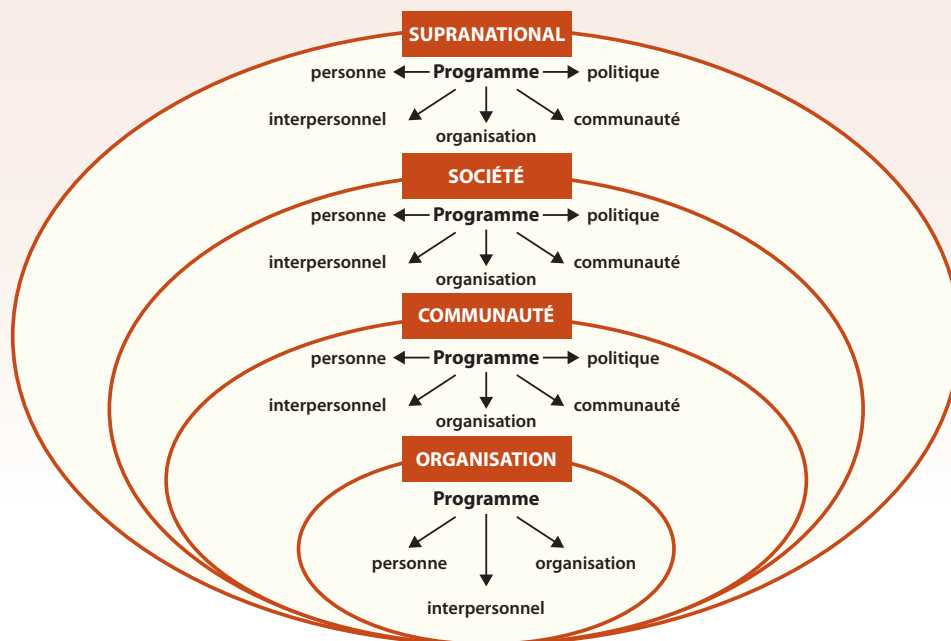 SUPRANATIONAL
personne Programme politique
interpersonnel communauté
organisation
SOCIÉTÉ
personne Programme politique
interpersonnel communauté
organisation
COMMUNAUTÉ
personne Programme politique
interpersonnel communauté
organisation
ORGANISATION
Programme
personne organisation
interpersonnel